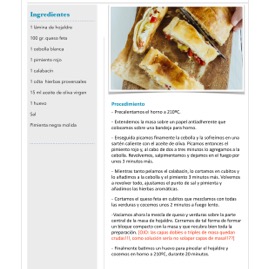 Ingredientes
1 lámina de hojaldre
100 gr queso feta
1 cebolla blanca
1 pimiento rojo
1 calabacín
1 cdta. hierbas provenzales
15 ml aceite de oliva virgen
1 huevo
Sal
Pimienta negra molida
Procedimiento
- Precalentamos el horno a 210ºC.
- Extendemos la masa sobre un papel antiadherente que
colocamos sobre una bandeja para horno.
- Enseguida picamos finamente la cebolla y la sofreímos en una
sartén caliente con el aceite de oliva. Picamos entonces el
pimiento rojo y, al cabo de dos a tres minutos lo agregamos a la
cebolla. Revolvemos, salpimentamos y dejamos en el fuego por
unos 3 minutos más.
- Mientras tanto pelamos el calabacín, lo cortamos en cubitos y
lo añadimos a la cebolla y el pimiento 3 minutos más. Volvemos
a revolver todo, ajustamos el punto de sal y pimienta y
añadimos las hierbas aromáticas.
- Cortamos el queso feta en cubitos que mezclamos con todas
las verduras y cocemos unos 2 minutos a fuego lento.
- Vaciamos ahora la mezcla de queso y verduras sobre la parte
central de la masa de hojaldre. Cerramos de tal forma de formar
un bloque compacto con la masa y que recubra bien toda la
preparación.
- Finalmente batimos un huevo para pincelar el hojaldre y
cocemos en horno a 210ºC, durante 20 minutos.